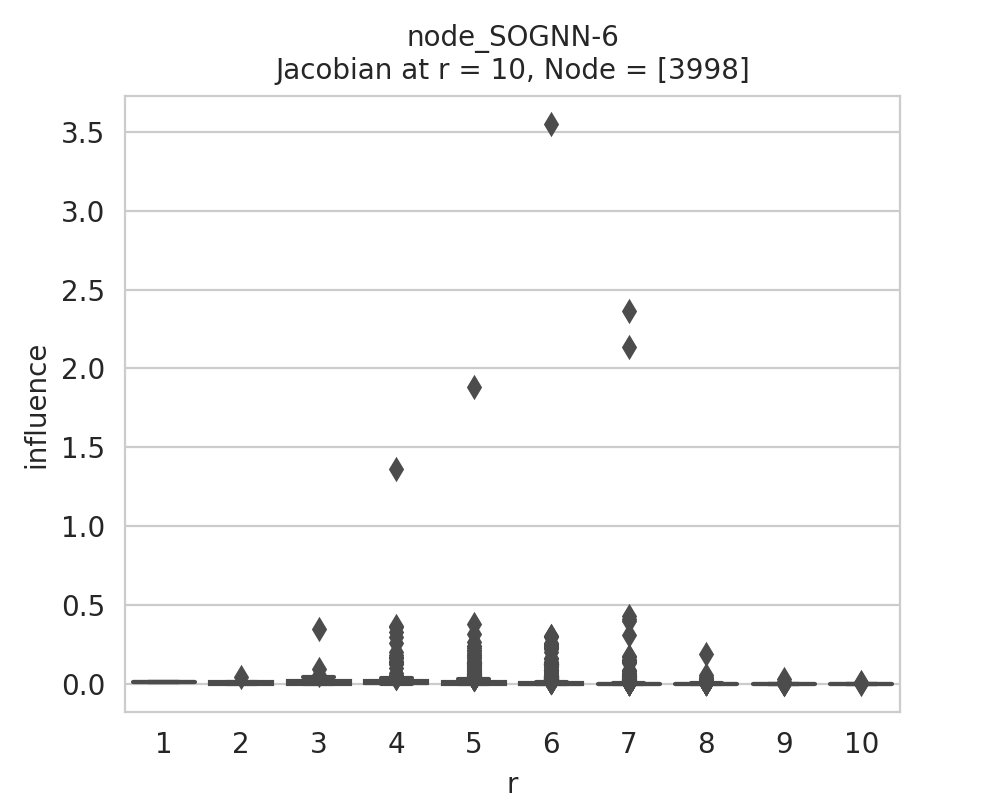 node_SOGNN-6
Jacobian at r = 10, Node = [3998]
influence
3.5
3.0
2.5
2.0
1.5
1.0
0.5
0.0
1 2 3 4 5 6 7 8 9 10
r